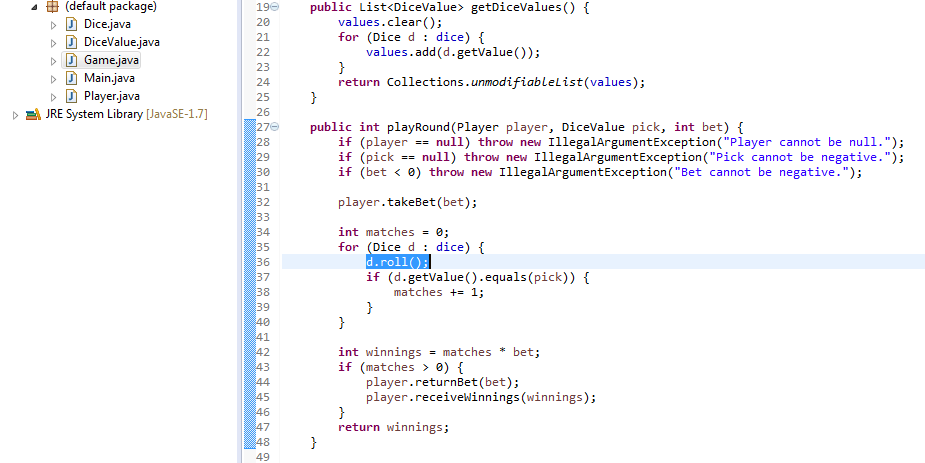 (default package)
Dice.java
DiceValue.java
Game.java
Main.java
Player.java
JRE System Library [JavaSE-1.7]
19 public List<DiceValue> getDiceValues() {
20 values.clear();
21 for (Dice d : dice) {
22 values.add(d.getValue());
23 }
24 return Collections.unmodifiableList(values);
25 }
26
27 public int playRound(Player player, DiceValue pick, int bet) {
28 if (player == null) throw new IllegalArgumentException("Player cannot be null.");
29 if (pick == null) throw new IllegalArgumentException("Pick cannot be negative.");
30 if (bet < 0) throw new IllegalArgumentException("Bet cannot be negative.");
31
32 player.takeBet(bet);
33
34 int matches = 0;
35 for (Dice d : dice) {
36 d.roll();
37 if (d.getValue().equals(pick)) {
38 matches += 1;
39 }
40 }
41
42 int winnings = matches * bet;
43 if (matches > 0) {
44 player.returnBet(bet);
45 player.receiveWinnings(winnings);
46 }
47 return winnings;
48 }
49